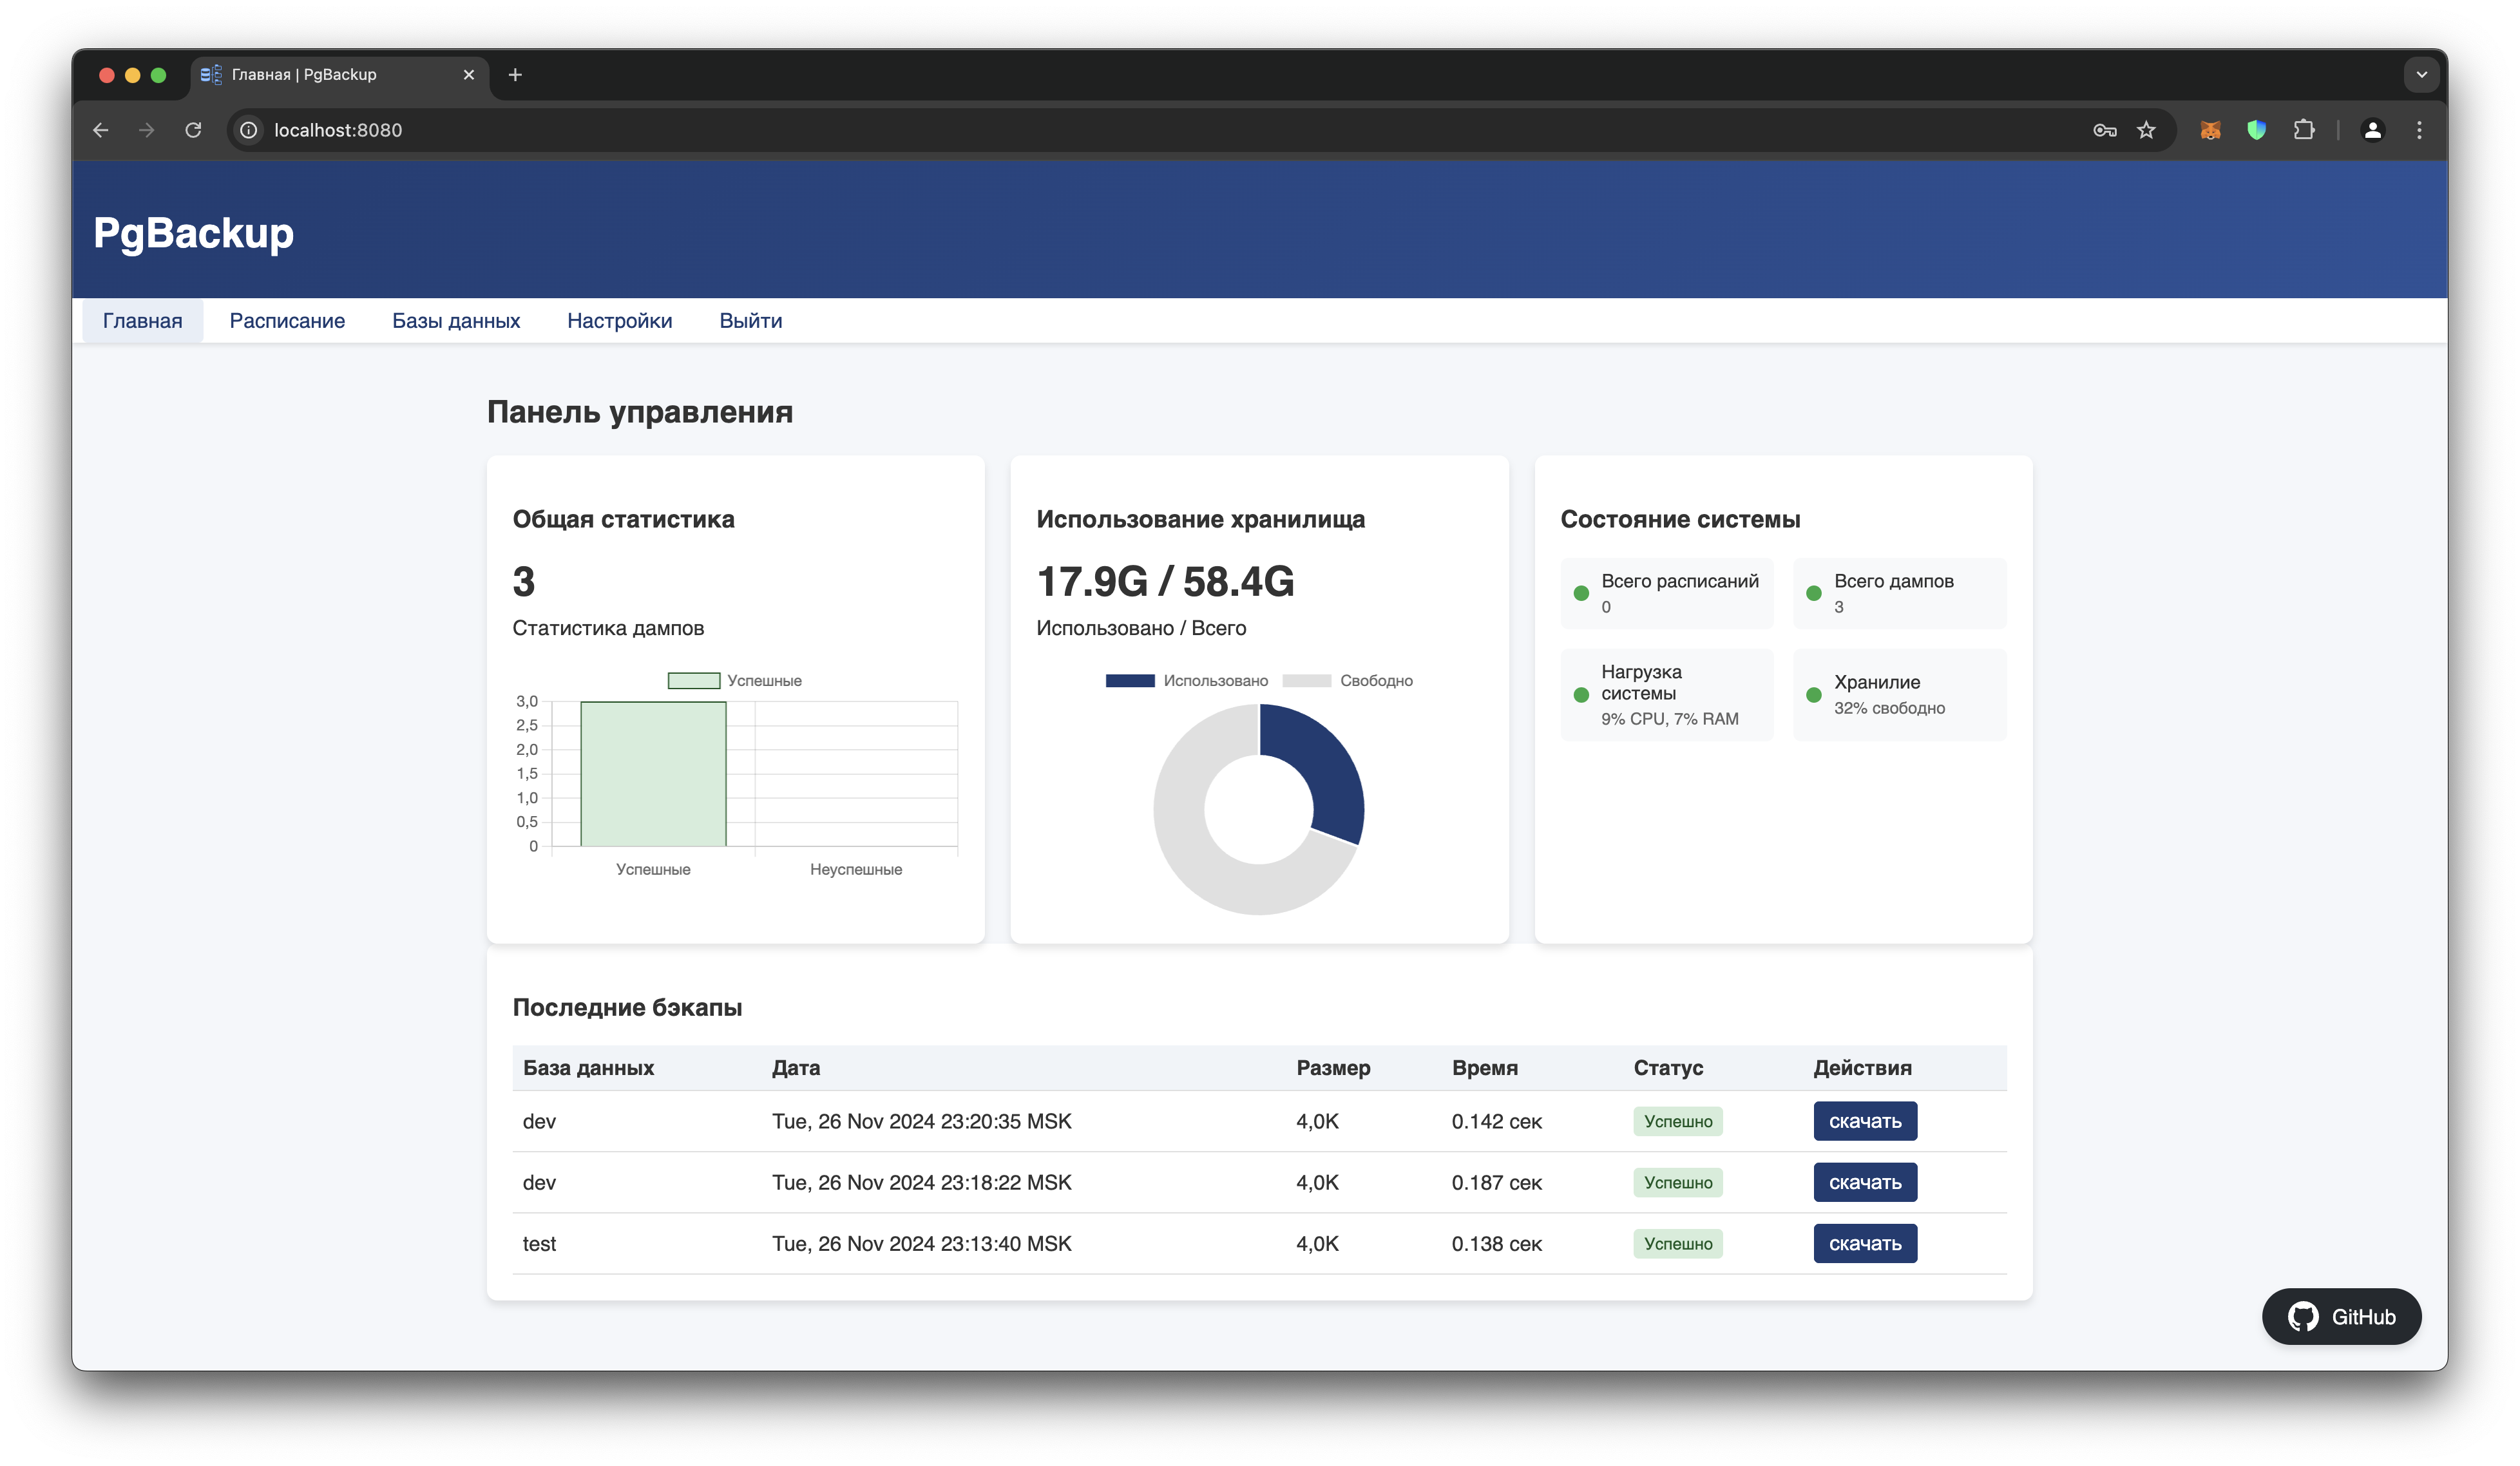 Главная | PgBackup
localhost:8080
PgBackup
Главная Расписание Базы данных Настройки Выйти
Панель управления
Общая статистика
3
Статистика дампов
Успешные
3,0
2,5
2,0
1,5
1,0
0,5
0
Успешные Неуспешные
Использование хранилища
17.9G / 58.4G
Использовано / Всего
Использовано Свободно
Состояние системы
Всего расписаний
0
Всего дампов
3
Нагрузка
системы
9% CPU, 7% RAM
Хранилие
32% свободно
Последние бэкапы
База данных Дата Размер Время Статус Действия
dev Tue, 26 Nov 2024 23:20:35 MSK 4,0K 0.142 сек Успешно скачать
dev Tue, 26 Nov 2024 23:18:22 MSK 4,0K 0.187 сек Успешно скачать
test Tue, 26 Nov 2024 23:13:40 MSK 4,0K 0.138 сек Успешно скачать
GitHub